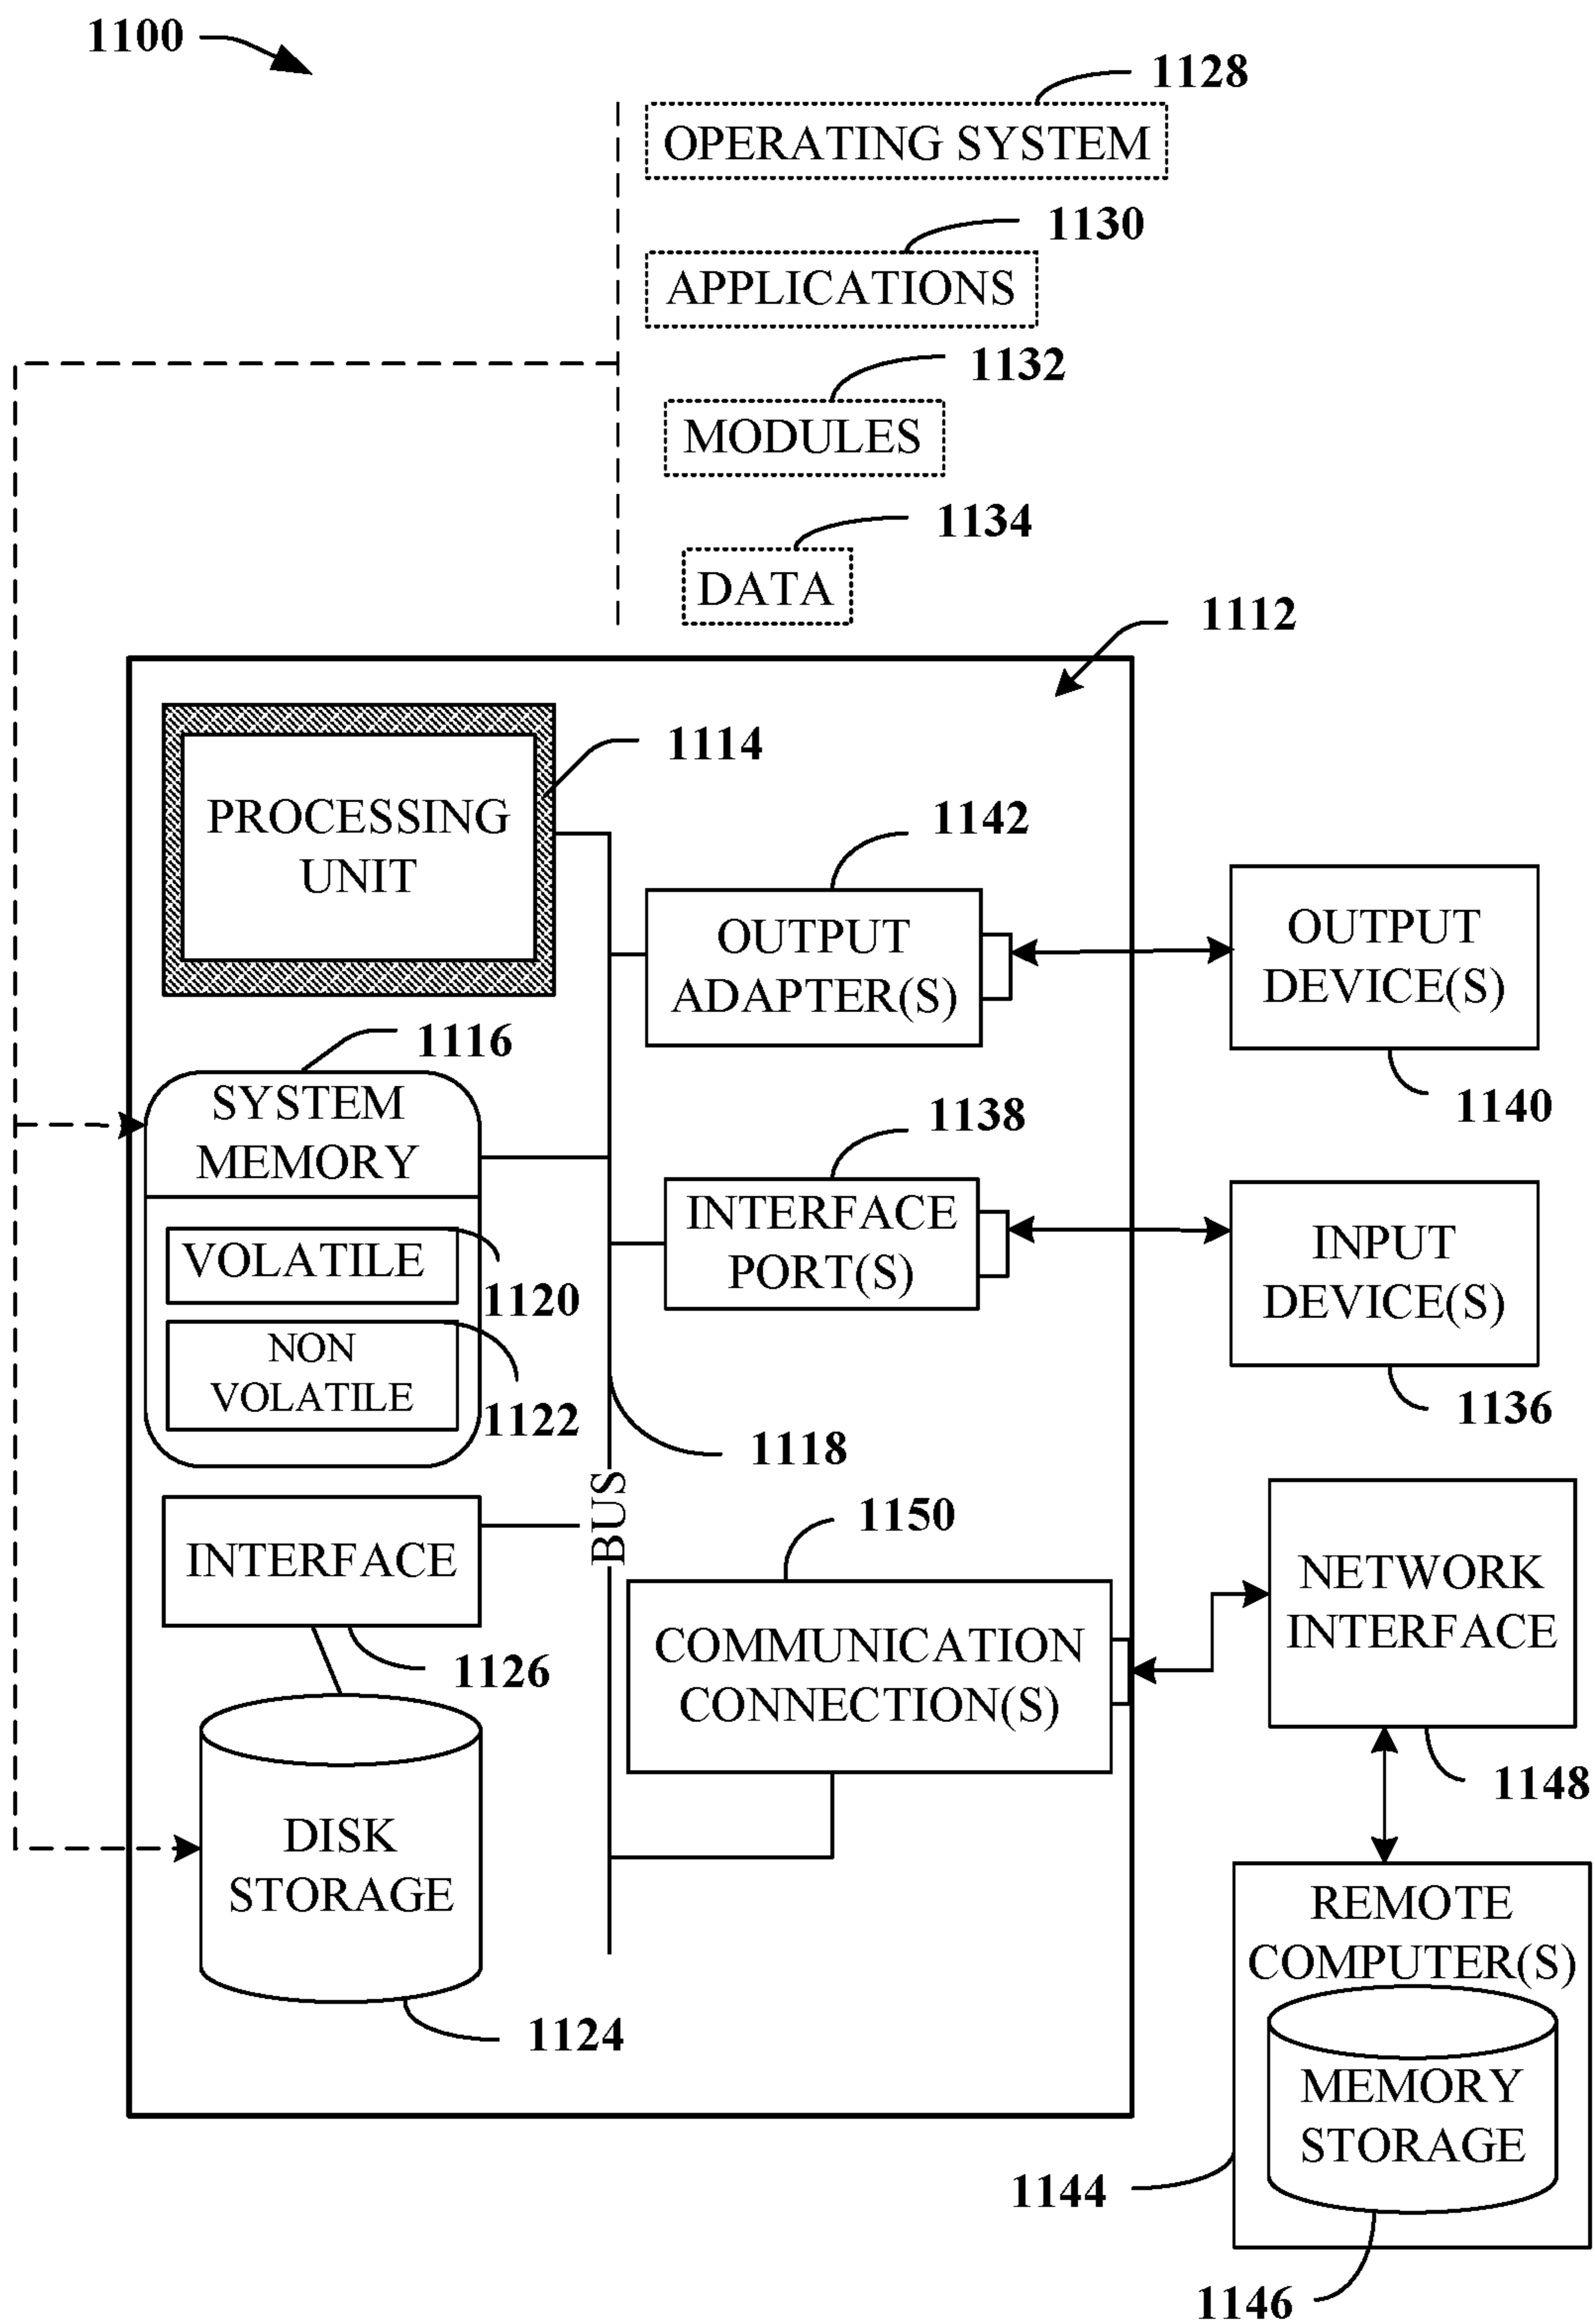 1100
1128
OPERATING SYSTEM
1130
APPLICATIONS
1132
MODULES
1134
DATA
1112
1114
PROCESSING
UNIT
1142
OUTPUT
ADAPTER(S)
OUTPUT
DEVICE(S)
1140
1116
SYSTEM
MEMORY
1138
INTERFACE
PORT(S)
INPUT
DEVICE(S)
1136
VOLATILE
1120
NON
VOLATILE
1122
1118
BUS
INTERFACE
1126
1150
COMMUNICATION
CONNECTION(S)
NETWORK
INTERFACE
1148
DISK
STORAGE
1124
REMOTE
COMPUTER(S)
MEMORY
STORAGE
1144
1146